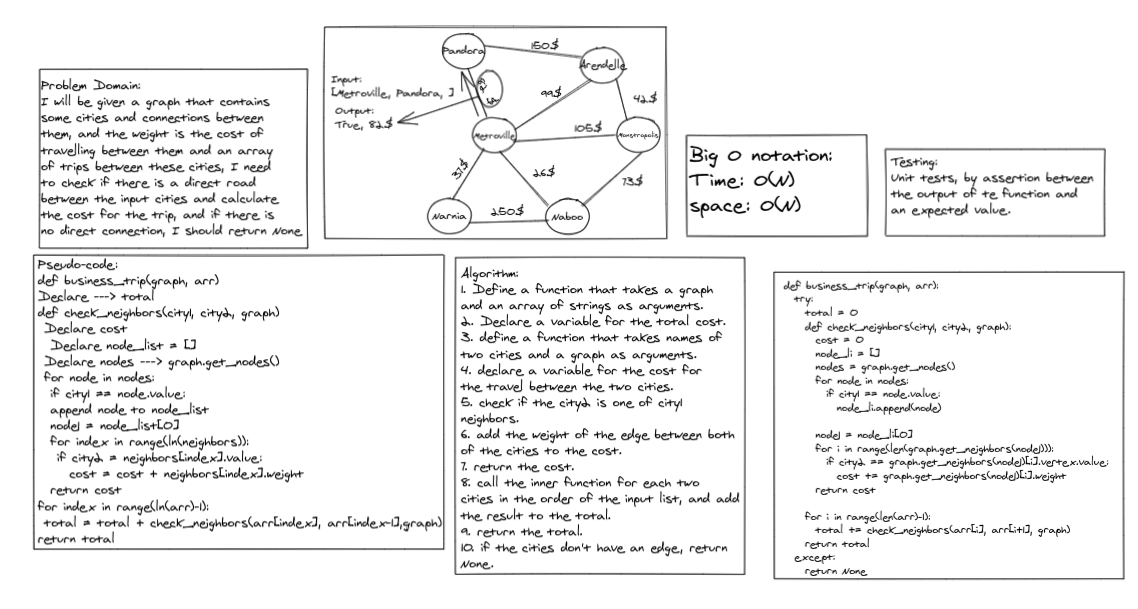 Problem Domain:
I will be given a graph that contains
some cities and connections between
them, and the weight is the cost of
travelling between them and an array
of trips between these cities, I need
to check if there is a direct road
between the input cities and calculate
the cost for the trip, and if there is
no direct connection, I should return None
Input:
[Metroville, Pandora, ]
Output:
True, 82$
Pandora
150$
Arendelle
82$
99$
42$
Metroville
105$
Monstropolis
37$
26$
73$
Narnia
250$
Naboo
Big O notation:
Time: O(N)
space: O(N)
Testing:
Unit tests, by assertion between
the output of te function and
an expected value.
Pseudo-code:
def business_trip(graph, arr)
Declare ---> total
def check_neighbors(city1, city2, graph)
Declare cost
Declare node_list = []
Declare nodes ---> graph.get_nodes()
for node in nodes:
if city1 == node.value:
append node to node_list
node1 = node_list[0]
for index in range(ln(neighbors)):
if city2 = neighbors[index].value:
cost = cost + neighbors[index].weight
return cost
for index in range(ln(arr)-1):
total = total + check_neighbors(arr[index], arr[index-1],graph)
return total
Algorithm:
1. Define a function that takes a graph
and an array of strings as arguments.
2. Declare a variable for the total cost.
3. define a function that takes names of
two cities and a graph as arguments.
4. declare a variable for the cost for
the travel between the two cities.
5. check if the city2 is one of city1
neighbors.
6. add the weight of the edge between both
of the cities to the cost.
7. return the cost.
8. call the inner function for each two
cities in the order of the input list, and add
the result to the total.
9. return the total.
10. if the cities don't have an edge, return
None.
def business_trip(graph, arr):
try:
total = 0
def check_neighbors(city1, city2, graph):
cost = 0
node_li = []
nodes = graph.get_nodes()
for node in nodes:
if city1 == node.value:
node_li.append(node)
node1 = node_li[0]
for i in range(len(graph.get_neighbors(node1))):
if city2 == graph.get_neighbors(node1)[i].vertex.value:
cost += graph.get_neighbors(node1)[i].weight
return cost
for i in range(len(arr)-1):
total += check_neighbors(arr[i], arr[i+1], graph)
return total
except:
return None